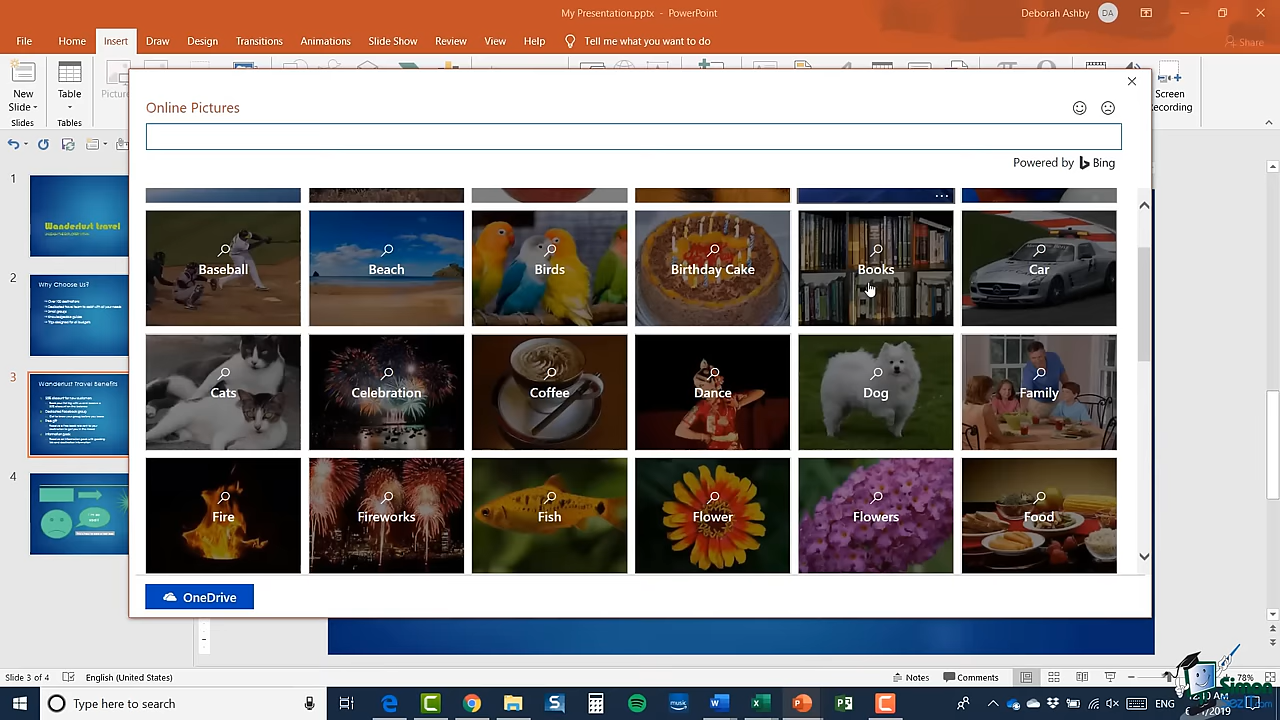 My Presentation.pptx - PowerPoint
Deborah Ashby
DA
File Home Insert Draw Design Transitions Animations Slide Show Review View Help Tell me what you want to do
Share
New
Slide
Table
Screen
Recording
Slides
Tables
Online Pictures
Powered by Bing
1
Wanderlust travel
2
Why Choose Us?
3
Wanderlust Travel Benefits
4
Baseball
Beach
Birds
Birthday Cake
Books
Car
Cats
Celebration
Coffee
Dance
Dog
Family
Fire
Fireworks
Fish
Flower
Flowers
Food
OneDrive
Slide 3 of 4
English (United States)
Notes
Comments
78%
Type here to search
music
ENG